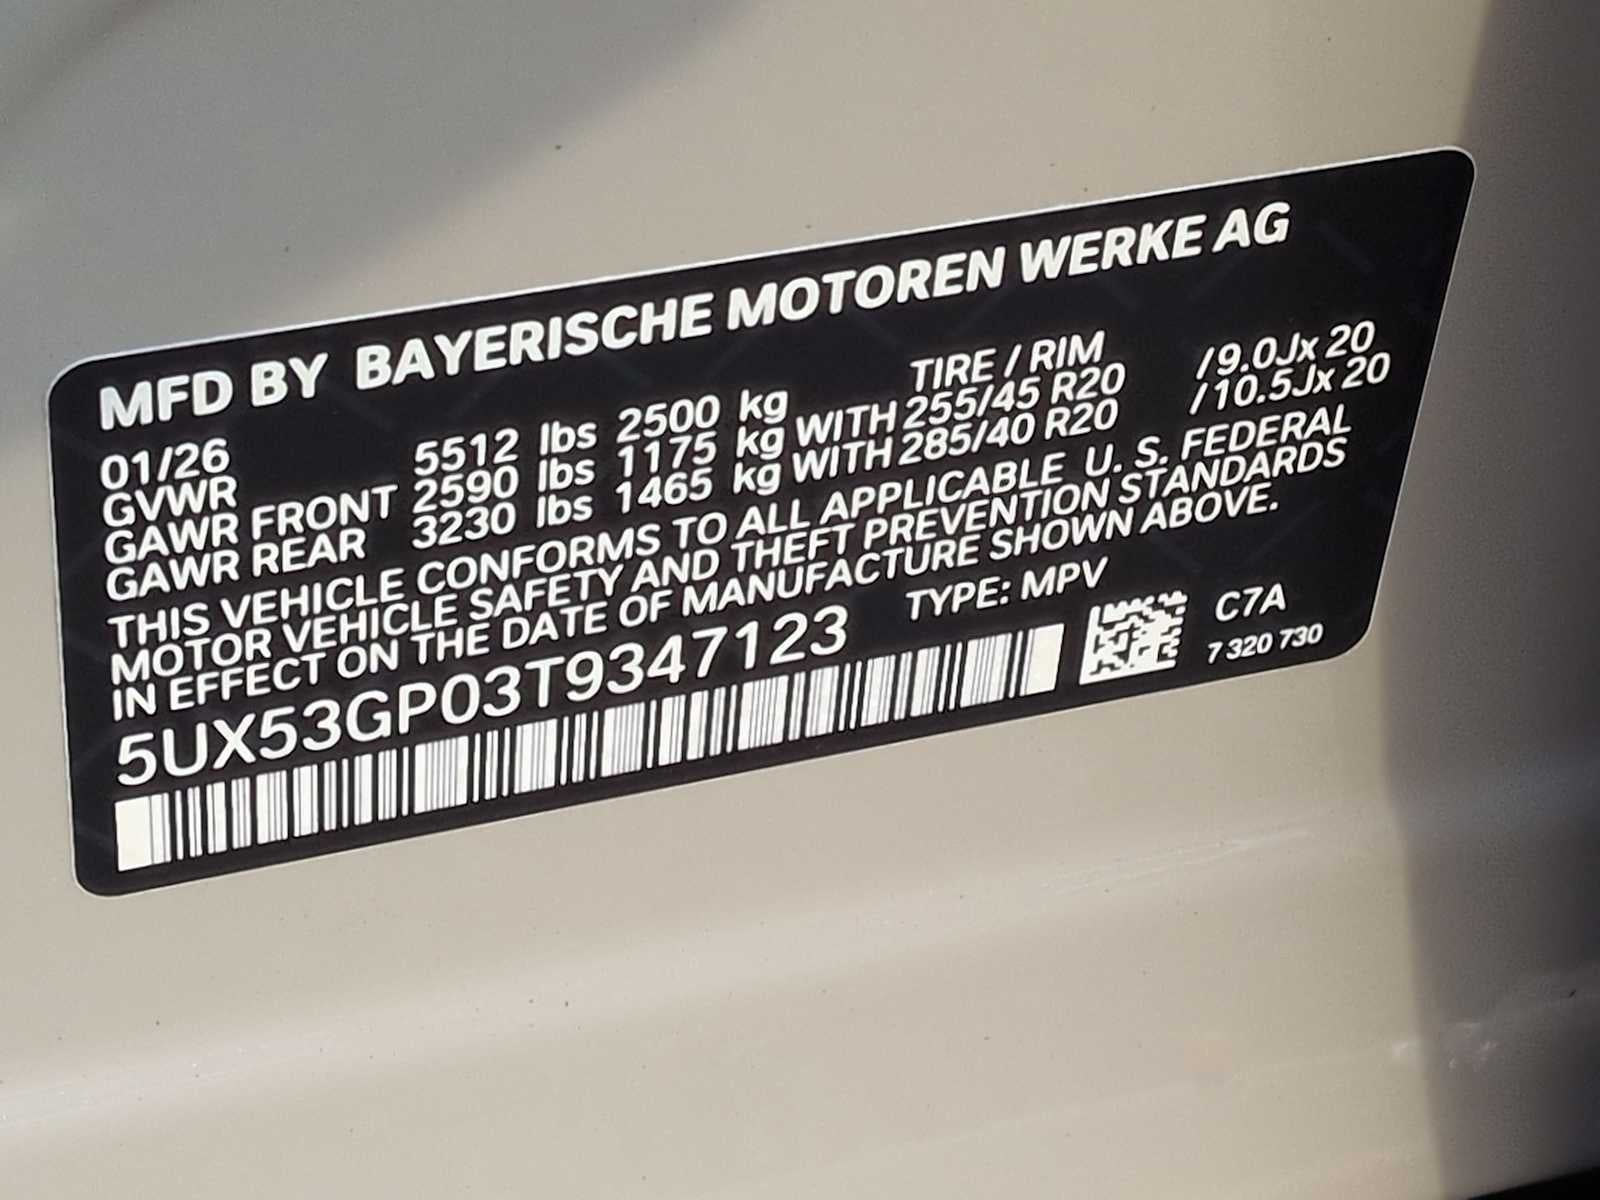 MFD BY BAYERISCHE MOTOREN WERKE AG
01/26 TIRE / RIM
GVWR 5512 lbs 2500 kg
GAWR FRONT 2590 lbs 1175 kg WITH 255/45 R20 /9.0Jx 20
GAWR REAR 3230 lbs 1465 kg WITH 285/40 R20 /10.5Jx 20
THIS VEHICLE CONFORMS TO ALL APPLICABLE U. S. FEDERAL
MOTOR VEHICLE SAFETY AND THEFT PREVENTION STANDARDS
IN EFFECT ON THE DATE OF MANUFACTURE SHOWN ABOVE.
5UX53GP03T9347123 TYPE: MPV
C7A
7 320 730